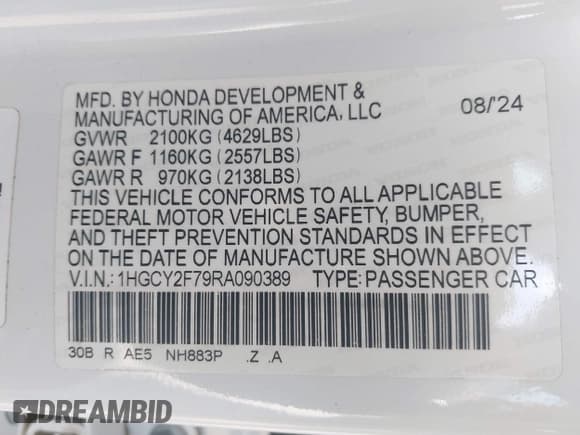 MFD. BY HONDA DEVELOPMENT &
MANUFACTURING OF AMERICA, LLC 08/'24
GVWR 2100KG (4629LBS)
GAWR F 1160KG (2557LBS)
GAWR R 970KG (2138LBS)
THIS VEHICLE CONFORMS TO ALL APPLICABLE
FEDERAL MOTOR VEHICLE SAFETY, BUMPER,
AND THEFT PREVENTION STANDARDS IN EFFECT
ON THE DATE OF MANUFACTURE SHOWN ABOVE.
V.I.N.: 1HGCY2F79RA090389 TYPE: PASSENGER CAR
30B R AE5 NH883P .Z .A
DREAMBID